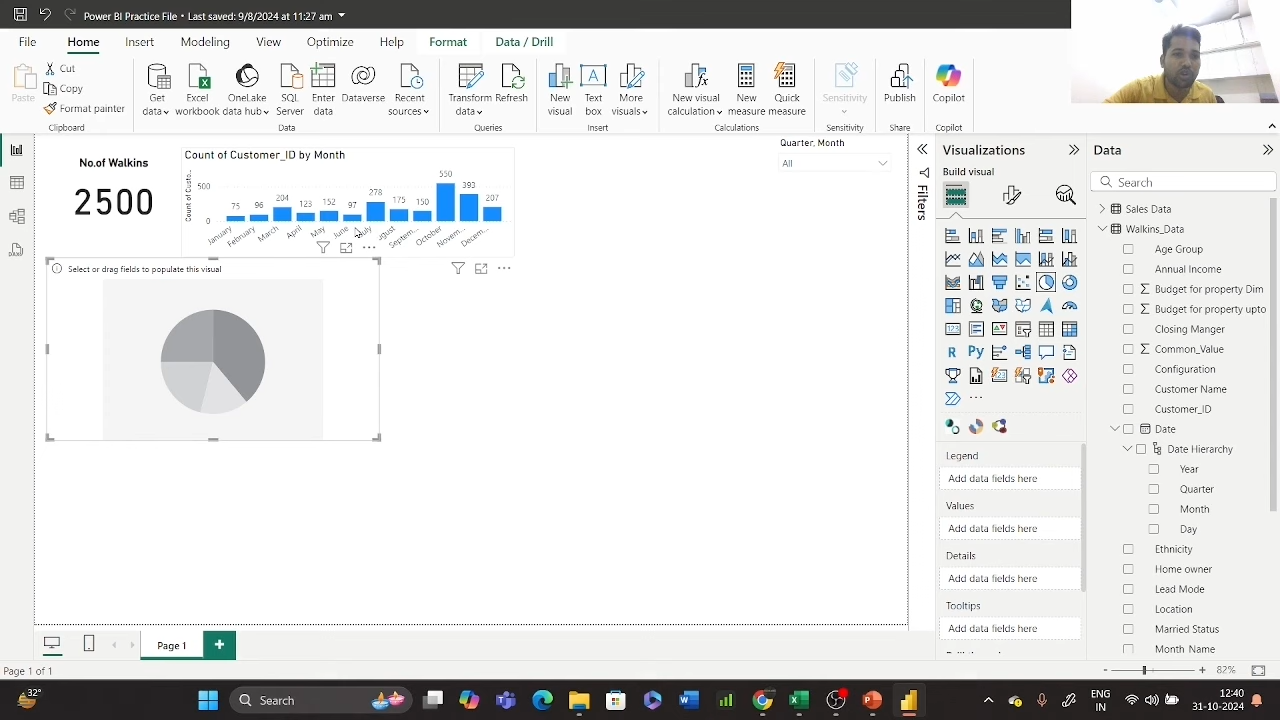 Power BI Practice File • Last saved: 9/8/2024 at 11:27 am
File Home Insert Modeling View Optimize Help Format Data / Drill
Paste
Cut
Copy
Format painter
Clipboard
Get data
Excel workbook
OneLake data hub
SQL Server
Enter data
Dataverse
Recent sources
Data
Transform data
Refresh
Queries
New visual
Text box
More visuals
Insert
New visual calculation
New measure
Quick measure
Calculations
Sensitivity
Sensitivity
Publish
Share
Copilot
Copilot
No.of Walkins
2500
Count of Customer_ID by Month
Count of Custo...
500
0
75 96 204 123 152 97 278 175 150 550 393 207
January February March April May June July Septem... October Novem... Decem...
Quarter, Month
All
Select or drag fields to populate this visual
Filters
Visualizations
Build visual
123
R Py
Legend
Add data fields here
Values
Add data fields here
Details
Add data fields here
Tooltips
Add data fields here
Data
Search
Sales Data
Walkins_Data
Age Group
Annual Income
Budget for property Dim
Budget for property upto
Closing Manger
Common_Value
Configuration
Customer Name
Customer_ID
Date
Date Hierarchy
Year
Quarter
Month
Day
Ethnicity
Home owner
Lead Mode
Location
Married Status
Month Name
Page 1
Page 1 of 1
82%
32°
Search
ENG
IN
12:40
31-10-2024